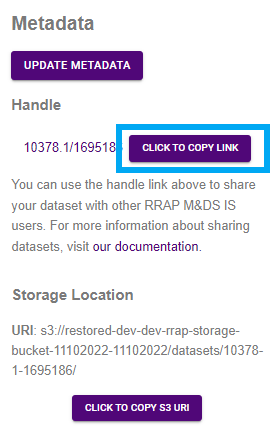 Metadata
UPDATE METADATA
Handle
10378.1/1695186 CLICK TO COPY LINK
You can use the handle link above to share
your dataset with other RRAP M&DS IS
users. For more information about sharing
datasets, visit our documentation.
Storage Location
URI: s3://restored-dev-dev-rrap-storage-
bucket-11102022-11102022/datasets/10378-
1-1695186/
CLICK TO COPY S3 URI